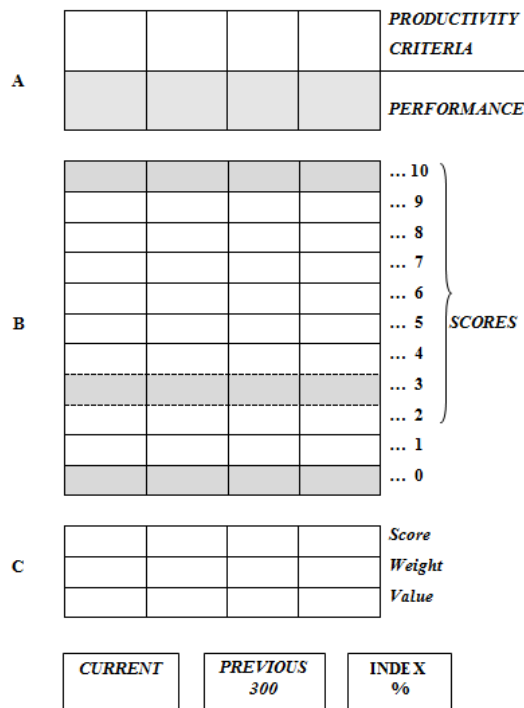 PRODUCTIVITY
CRITERIA
A
PERFORMANCE
... 10
... 9
... 8
... 7
... 6
B
... 5
SCORES
... 4
... 3
... 2
... 1
... 0
Score
C
Weight
Value
CURRENT
PREVIOUS
300
INDEX
%